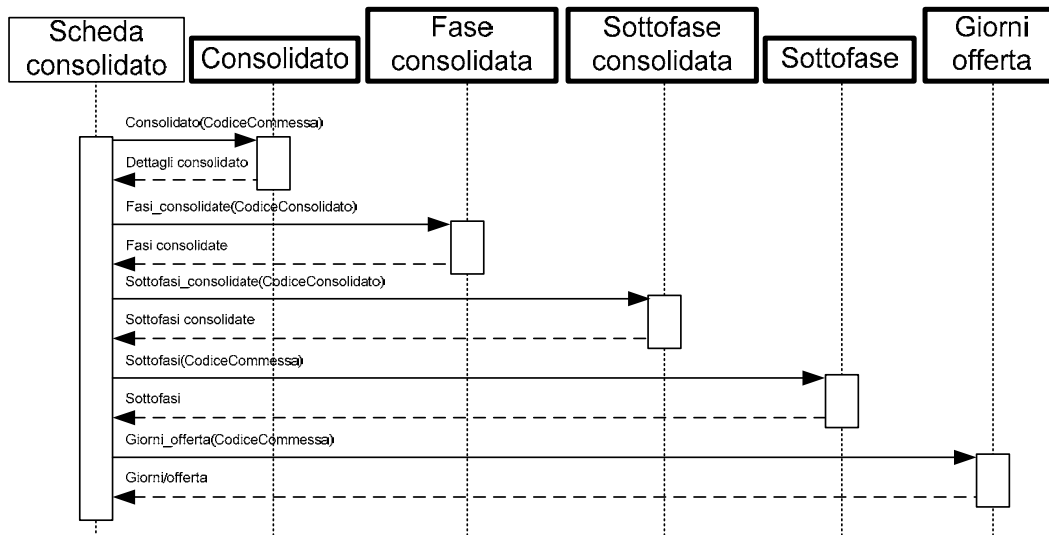 Scheda
consolidato
Consolidato
Fase
consolidata
Sottofase
consolidata
Sottofase
Giorni
offerta
Consolidato(CodiceCommessa)
Dettagli consolidato
Fasi_consolidate(CodiceConsolidato)
Fasi consolidate
Sottofasi_consolidate(CodiceConsolidato)
Sottofasi consolidate
Sottofasi(CodiceCommessa)
Sottofasi
Giorni_offerta(CodiceCommessa)
Giorni/offerta